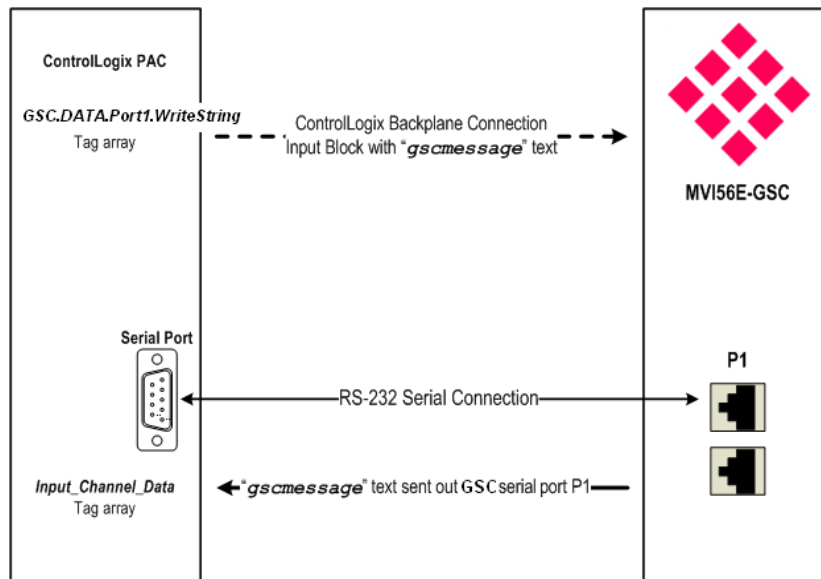 ControlLogix PAC
GSC.DATA.Port1.WriteString
Tag array
ControlLogix Backplane Connection
Input Block with “gscmessage” text
MVI56E-GSC
Serial Port
P1
RS-232 Serial Connection
Input_Channel_Data
Tag array
“gscmessage” text sent out GSC serial port P1